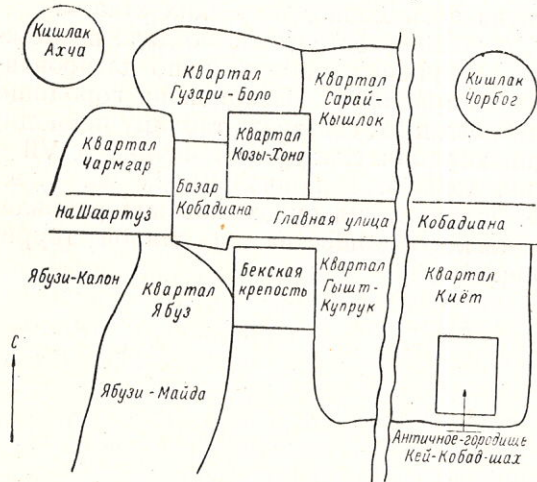 Кишлак
Ахча
Квартал
Гузари-Боло
Квартал
Сарай-
Кышлок
Кишлак
Чорбог
Квартал
Чармгар
Квартал
Козы-Хона
Базар
Кобадиана
На Шаартуз
Главная улица
Кобадиана
Ябузи-Калон
Квартал
Ябуз
Бекская
крепость
Квартал
Гышт-
Купрук
Квартал
Киёт
С
Ябузи-Майда
Античное-городище
Кей-Кобад-шах